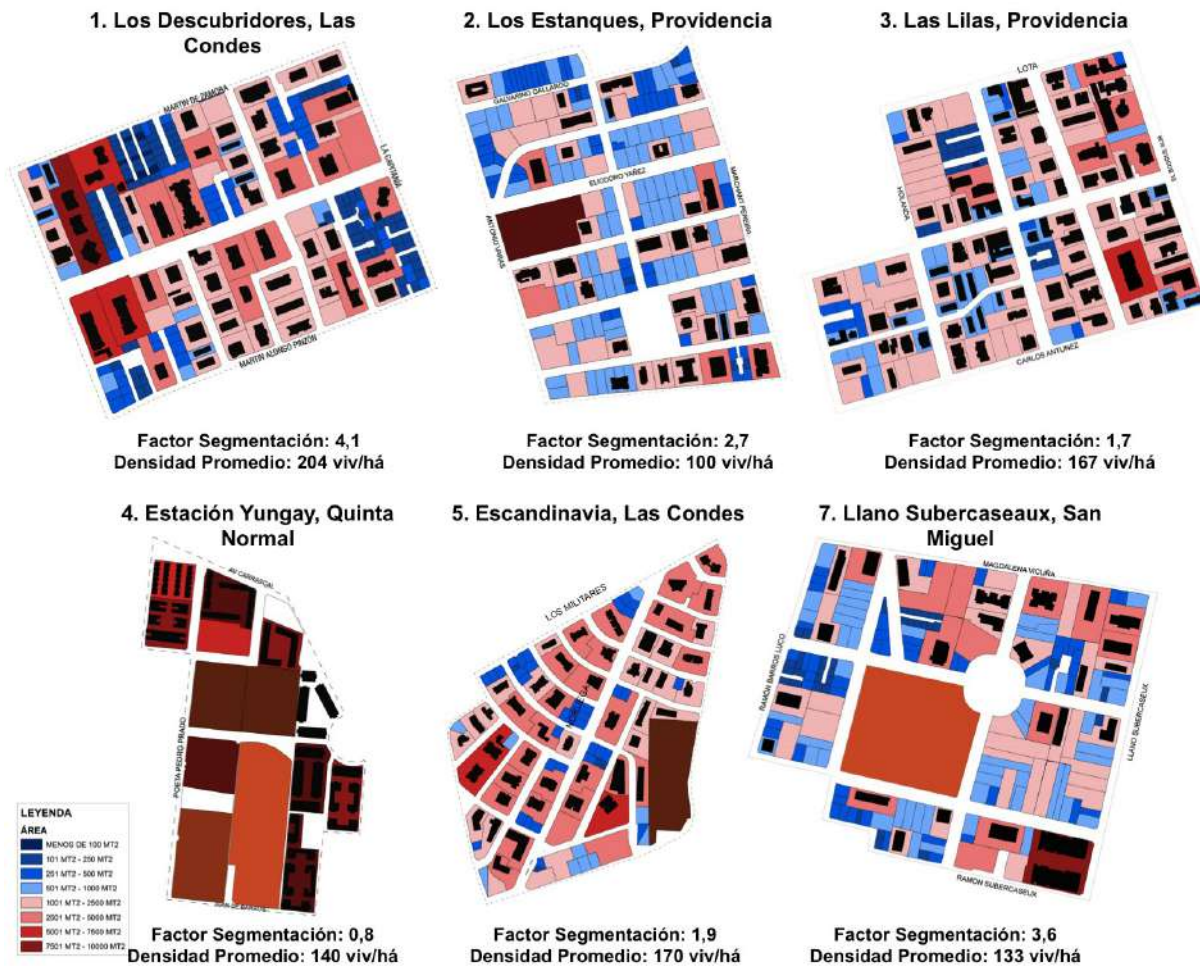 1. Los Descubridores, Las
Condes
2. Los Estanques, Providencia
3. Las Lilas, Providencia
MARTIN DE ZAMORA
LA CAPITANIA
MARTIN ALONSO PINZÓN
GALVARINO GALLARDO
ELIODORO YAÑEZ
ANTONIO VARAS
MARCHANT PEREIRA
LOTA
HOLANDA
CARLOS ANTUNEZ
Factor Segmentación: 4,1
Densidad Promedio: 204 viv/há
Factor Segmentación: 2,7
Densidad Promedio: 100 viv/há
Factor Segmentación: 1,7
Densidad Promedio: 167 viv/há
4. Estación Yungay, Quinta
Normal
5. Escandinavia, Las Condes
7. Llano Subercaseaux, San
Miguel
AV CARRASCAL
POETA PEDRO PRADO
LOS MILITARES
MAGDALENA VICUÑA
RAMÓN BARROS LUCO
LLANO SUBERCASEUX
RAMON SUBERCASEUX
LEYENDA
ÁREA
MENOS DE 100 MT2
101 MT2 - 250 MT2
251 MT2 - 500 MT2
501 MT2 - 1000 MT2
1001 MT2 - 2500 MT2
2501 MT2 - 5000 MT2
5001 MT2 - 7500 MT2
7501 MT2 - 10000 MT2
Factor Segmentación: 0,8
Densidad Promedio: 140 viv/há
Factor Segmentación: 1,9
Densidad Promedio: 170 viv/há
Factor Segmentación: 3,6
Densidad Promedio: 133 viv/há